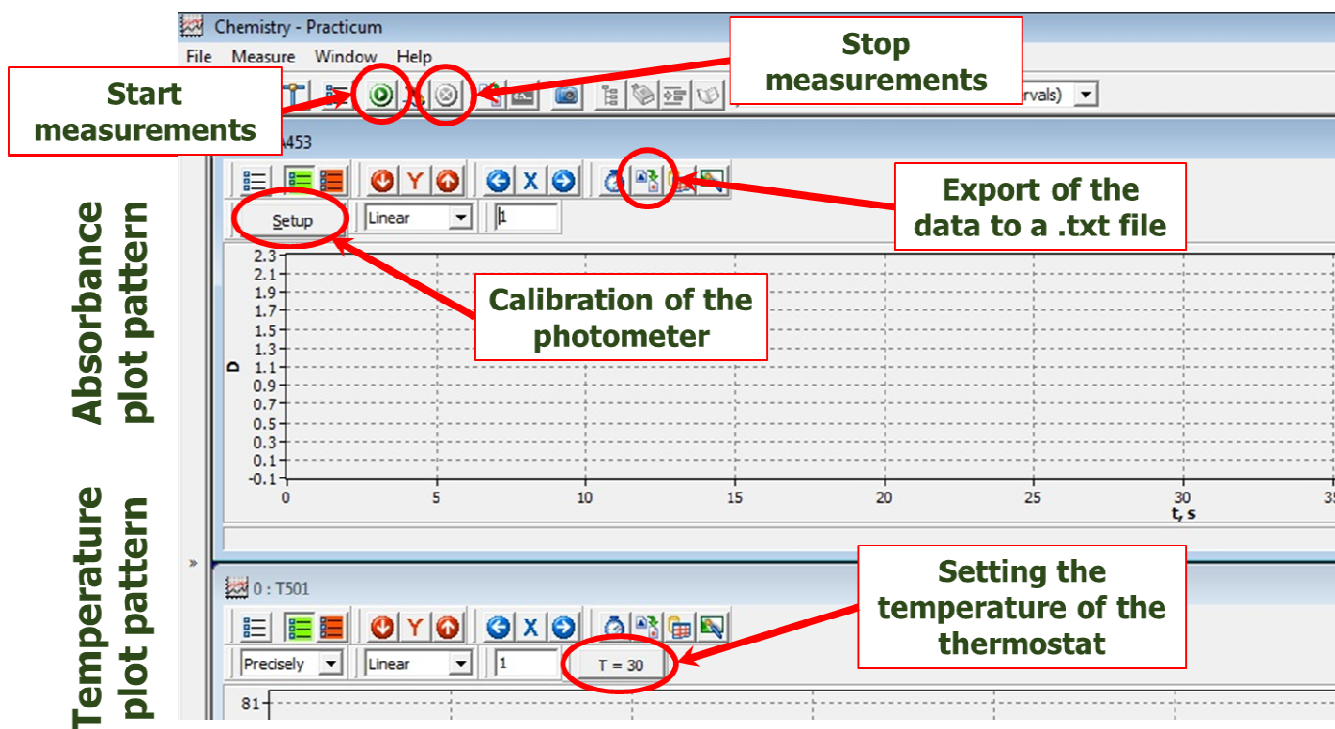 Chemistry - Practicum
File Measure Window Help
Start
measurements
Stop
measurements
rvals)
A453
Y
X
Setup
Linear
1
Export of the
data to a .txt file
Calibration of the
photometer
Absorbance
plot pattern
2.3
2.1
1.9
1.7
1.5
1.3
1.1
0.9
0.7
0.5
0.3
0.1
-0.1
D
0 5 10 15 20 25 30 35
t, s
»
Temperature
plot pattern
0 : T501
Y
X
Precisely
Linear
1
T = 30
Setting the
temperature of the
thermostat
81